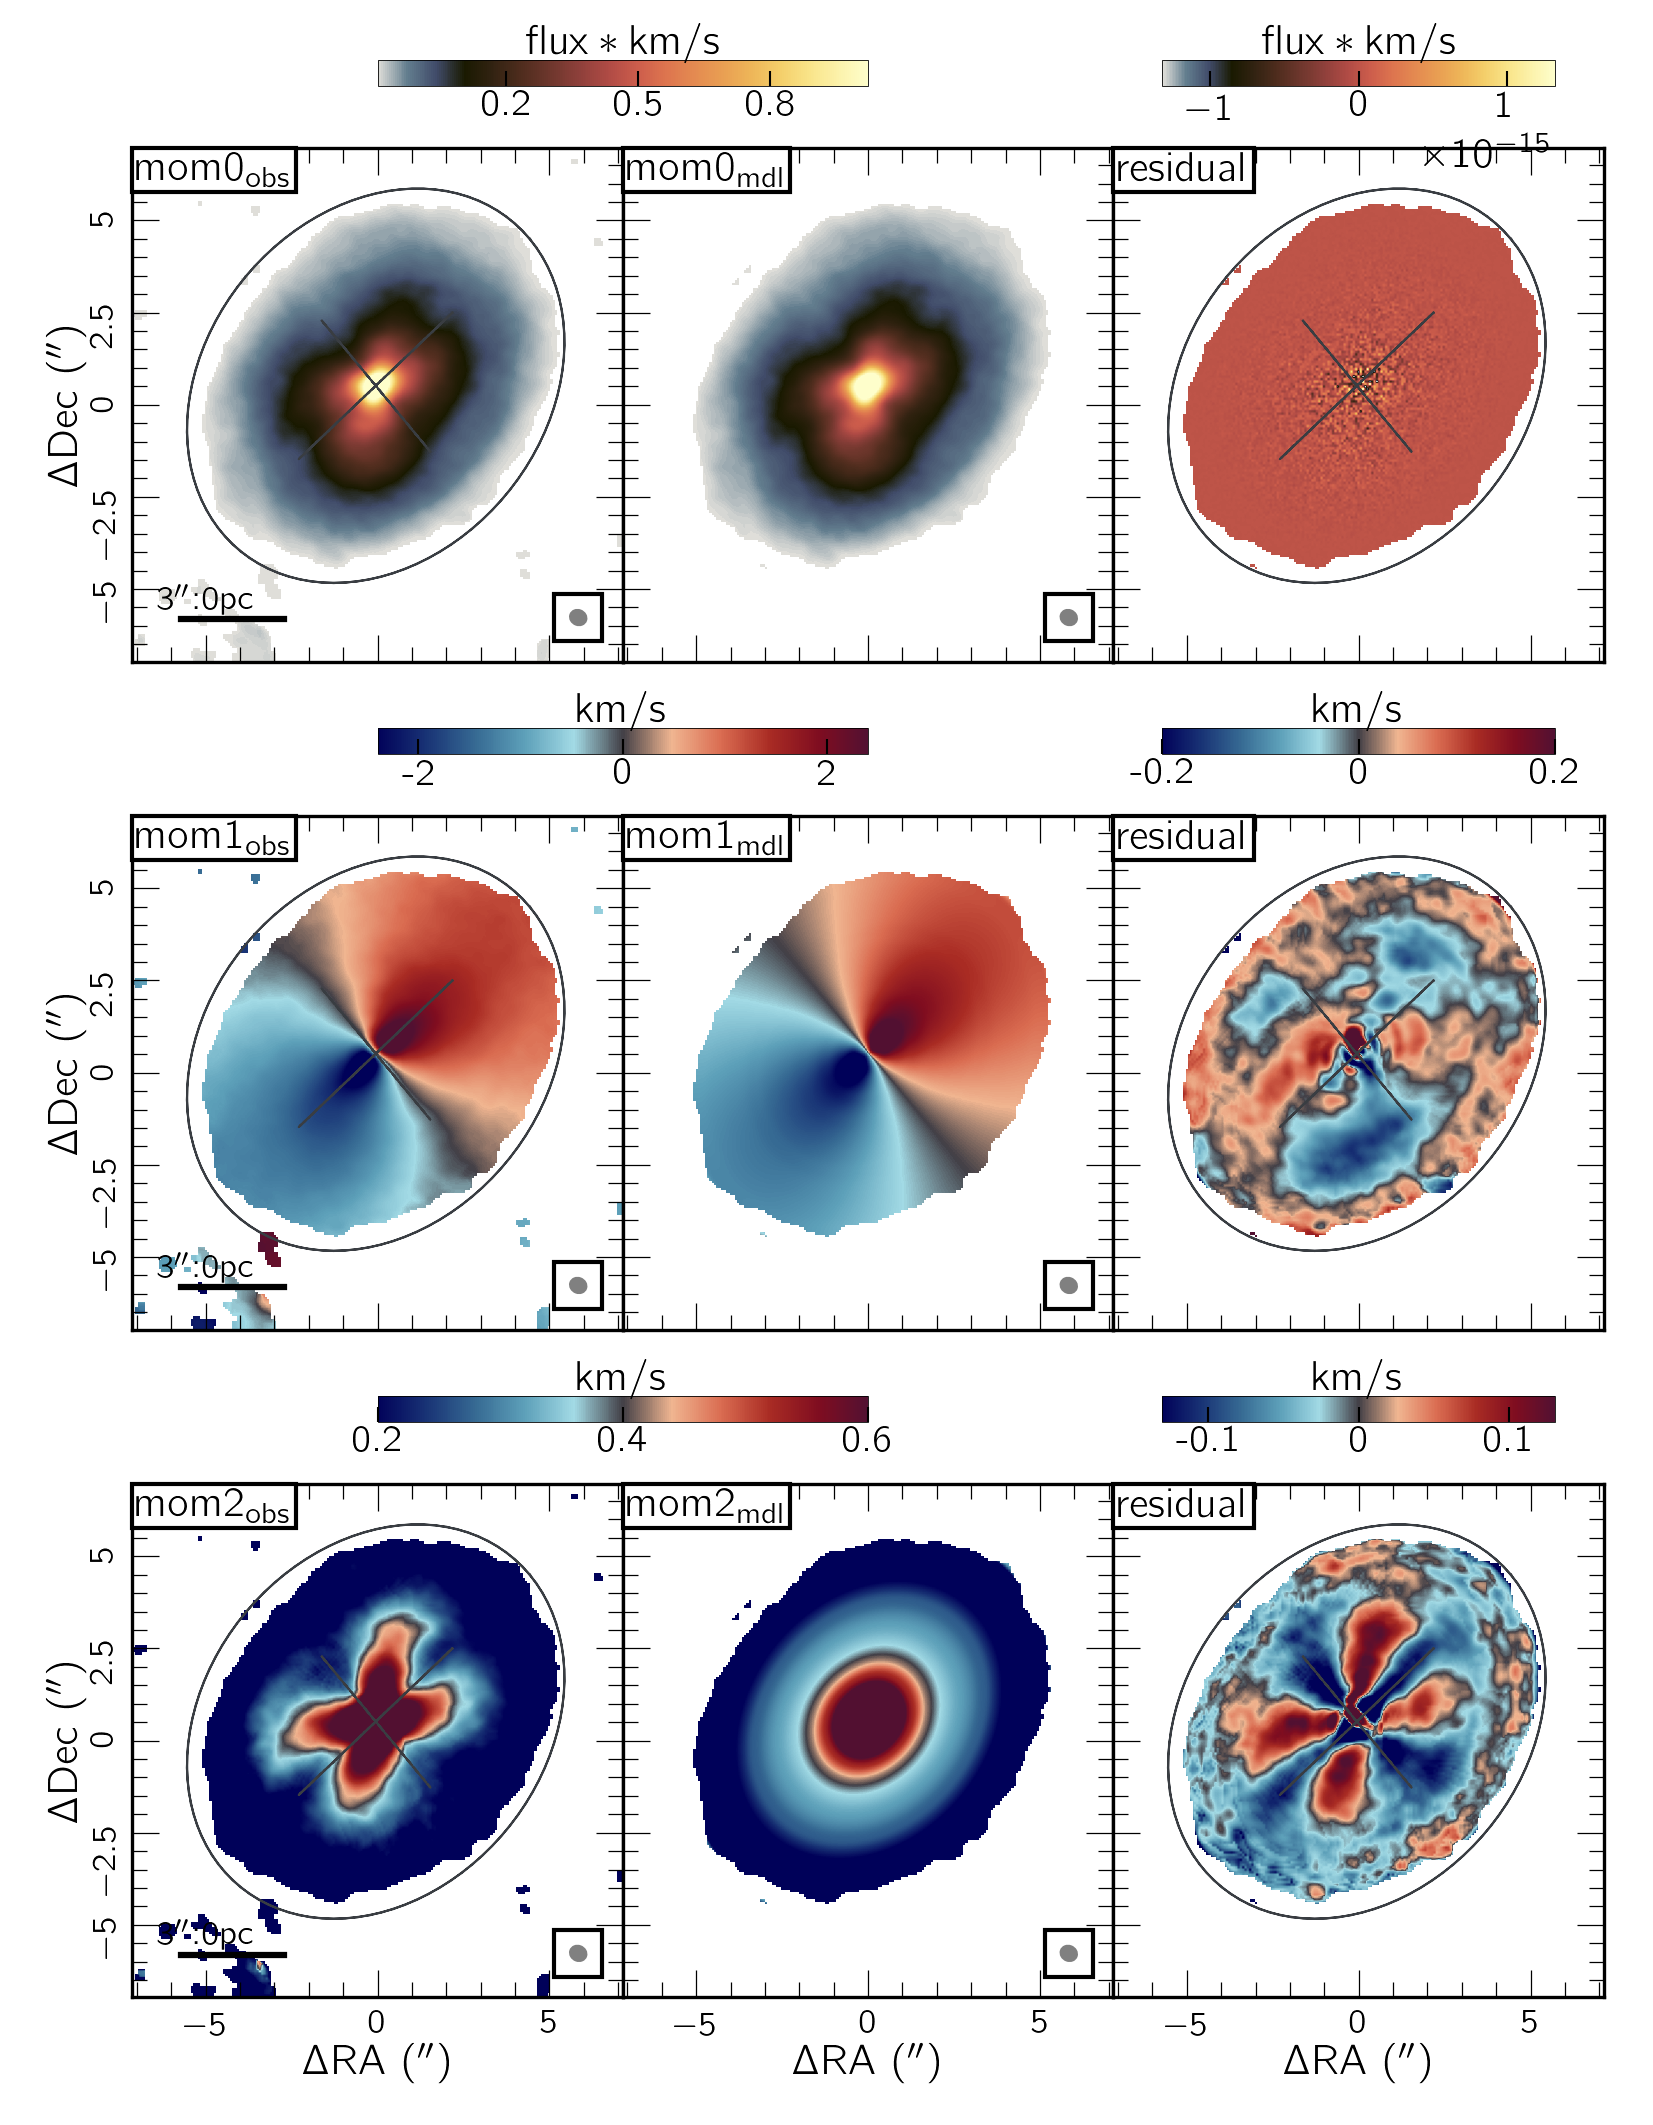 flux ∗ km/s flux ∗ km/s
0.2 0.5 0.8 −1 0 1
×10⁻¹⁵
mom0obs mom0mdl residual
5
2.5
0
−2.5
−5
ΔDec (″)
3″:0pc
km/s km/s
-2 0 2 -0.2 0 0.2
mom1obs mom1mdl residual
5
2.5
0
−2.5
−5
ΔDec (″)
3″:0pc
km/s km/s
0.2 0.4 0.6 -0.1 0 0.1
mom2obs mom2mdl residual
5
2.5
0
−2.5
−5
ΔDec (″)
3″:0pc
−5 0 5 −5 0 5 −5 0 5
ΔRA (″) ΔRA (″) ΔRA (″)